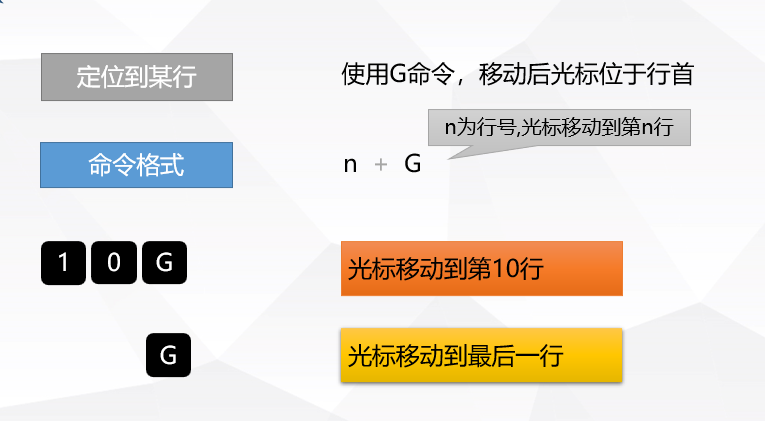 定位到某行
使用G命令，移动后光标位于行首
n为行号,光标移动到第n行
命令格式
n + G
1 0 G
光标移动到第10行
G
光标移动到最后一行